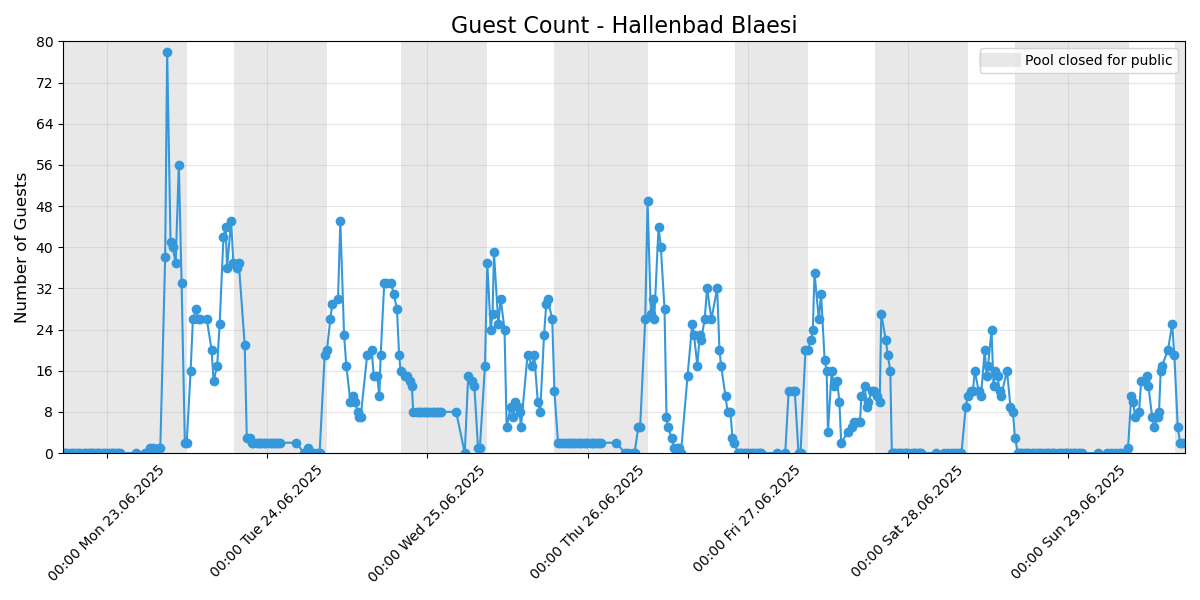 Guest Count - Hallenbad Blaesi
Number of Guests
80
72
64
56
48
40
32
24
16
8
0
Pool closed for public
00:00 Mon 23.06.2025
00:00 Tue 24.06.2025
00:00 Wed 25.06.2025
00:00 Thu 26.06.2025
00:00 Fri 27.06.2025
00:00 Sat 28.06.2025
00:00 Sun 29.06.2025